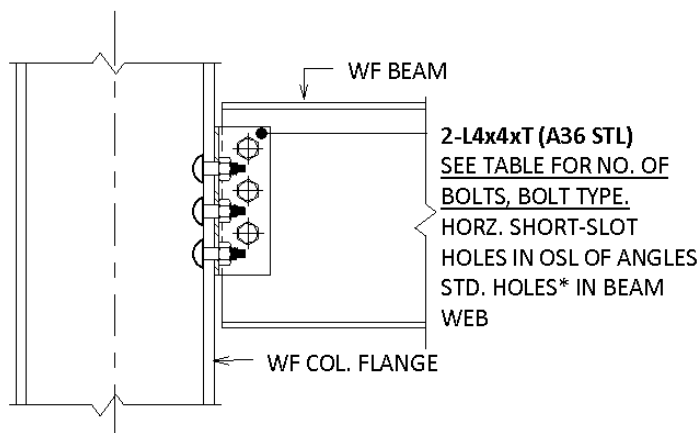 WF BEAM
2-L4x4xT (A36 STL)
SEE TABLE FOR NO. OF
BOLTS, BOLT TYPE.
HORZ. SHORT-SLOT
HOLES IN OSL OF ANGLES
STD. HOLES* IN BEAM
WEB
WF COL. FLANGE